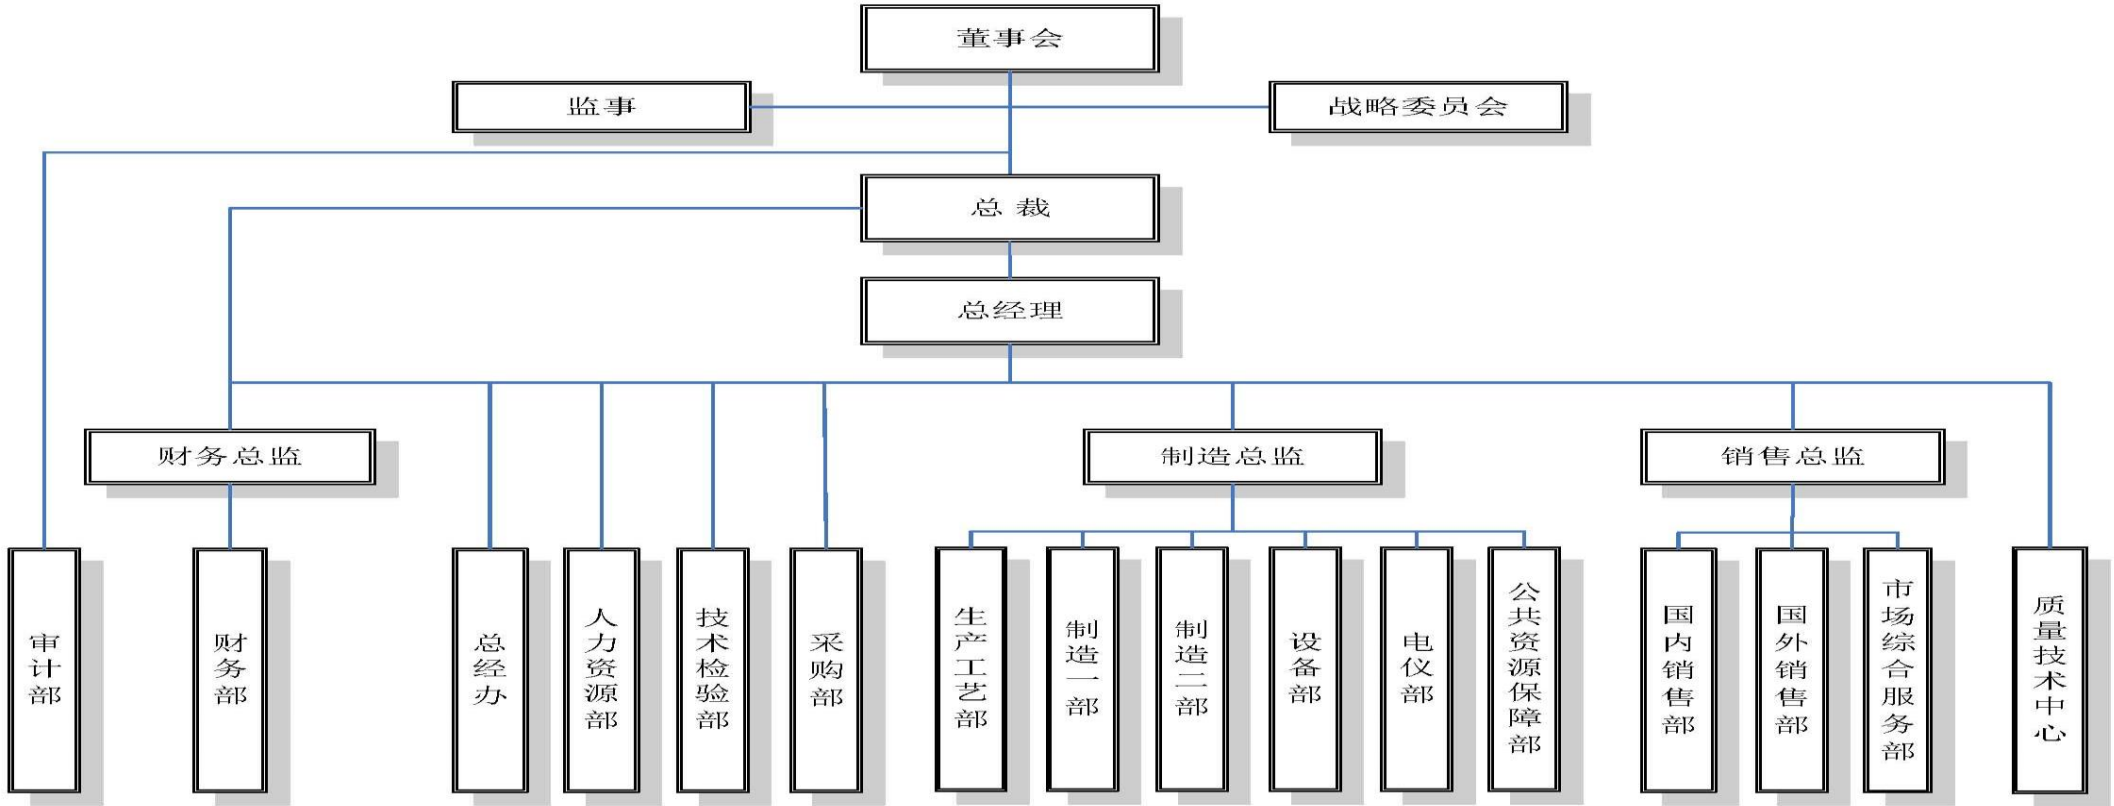 董事会
监事
战略委员会
总 裁
总经理
财务总监
制造总监
销售总监
审计部
财务部
总经办
人力资源部
技术检验部
采购部
生产工艺部
制造一部
制造二部
设备部
电仪部
公共资源保障部
国内销售部
国外销售部
市场综合服务部
质量技术中心